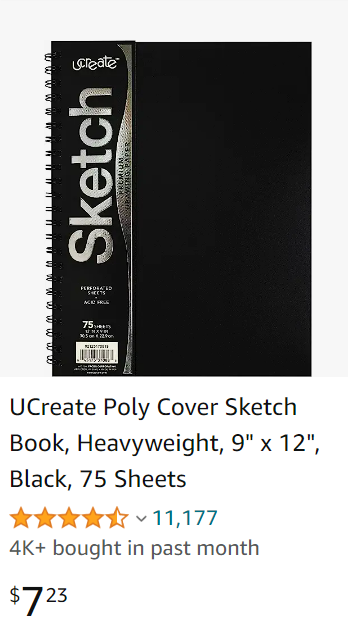 ucreate
Sketch
PREMIUM
DRAWING PAPER
PERFORATED
SHEETS
ACID FREE
75 SHEETS
UCreate Poly Cover Sketch
Book, Heavyweight, 9" x 12",
Black, 75 Sheets
11,177
4K+ bought in past month
$7 23